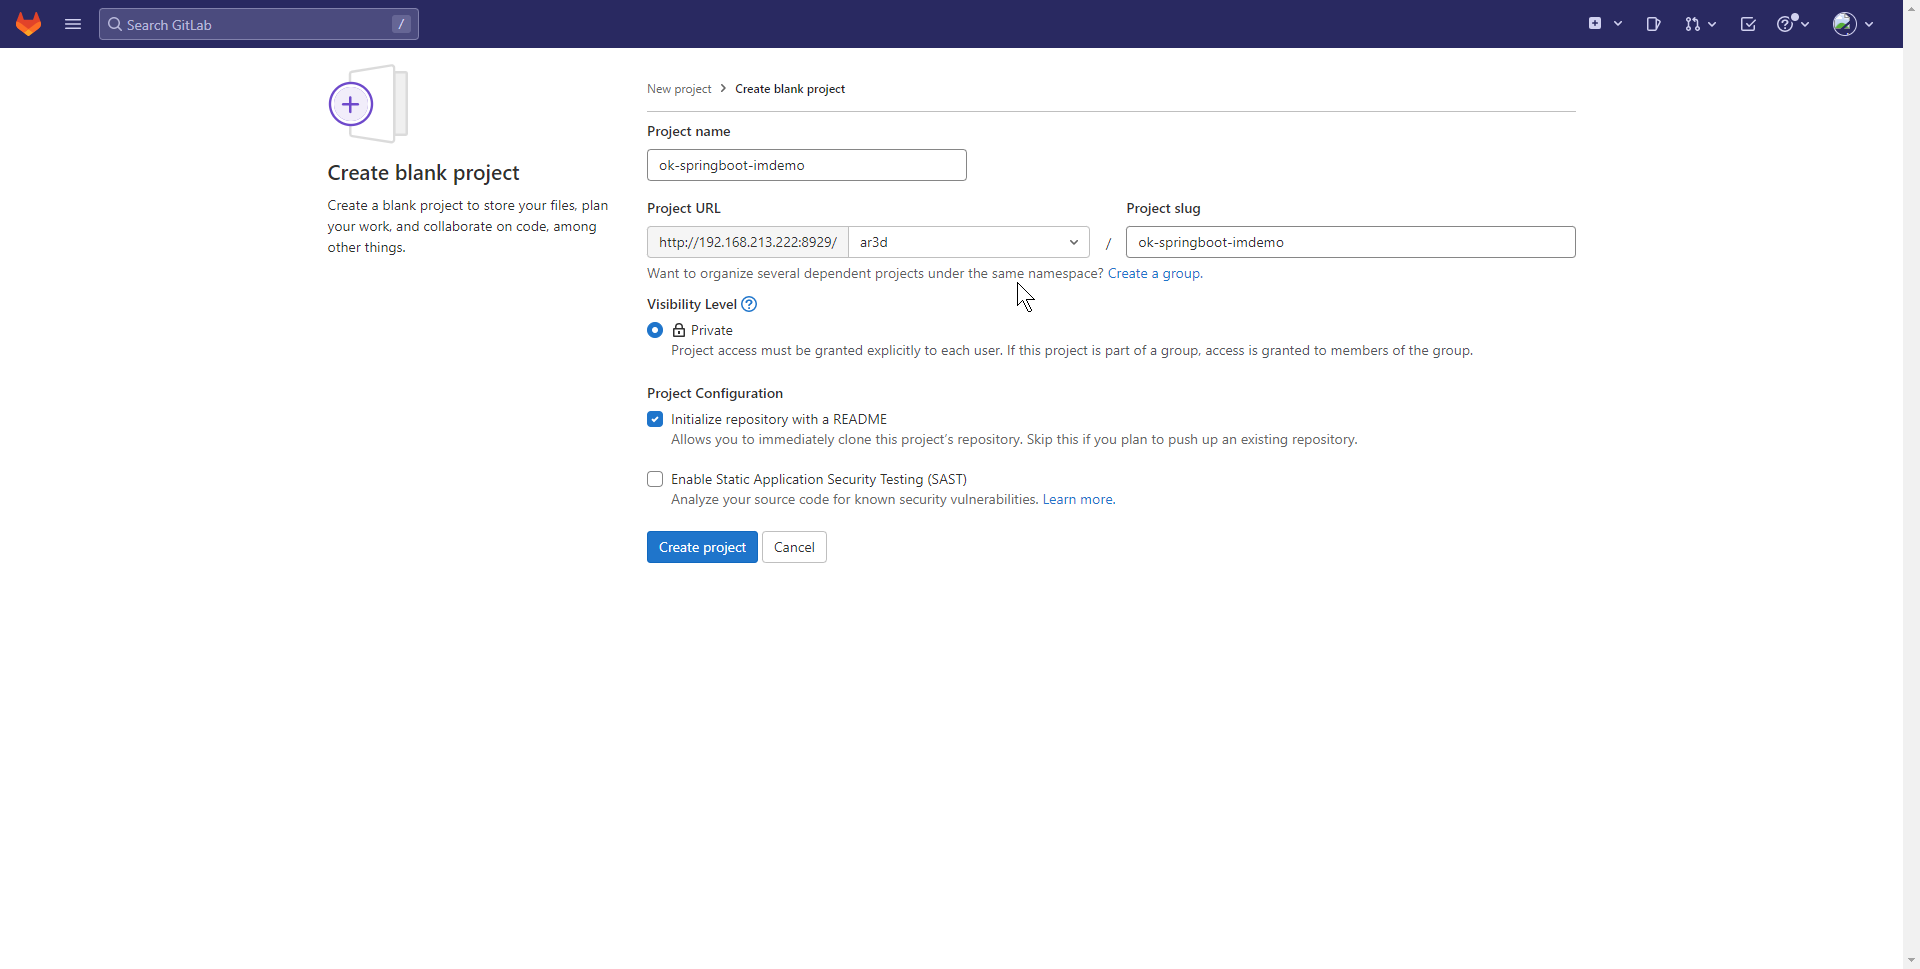 Search GitLab /
New project > Create blank project
Create blank project
Create a blank project to store your files, plan
your work, and collaborate on code, among
other things.
Project name
ok-springboot-imdemo
Project URL Project slug
http://192.168.213.222:8929/ ar3d / ok-springboot-imdemo
Want to organize several dependent projects under the same namespace? Create a group.
Visibility Level
Private
Project access must be granted explicitly to each user. If this project is part of a group, access is granted to members of the group.
Project Configuration
Initialize repository with a README
Allows you to immediately clone this project's repository. Skip this if you plan to push up an existing repository.
Enable Static Application Security Testing (SAST)
Analyze your source code for known security vulnerabilities. Learn more.
Create project Cancel